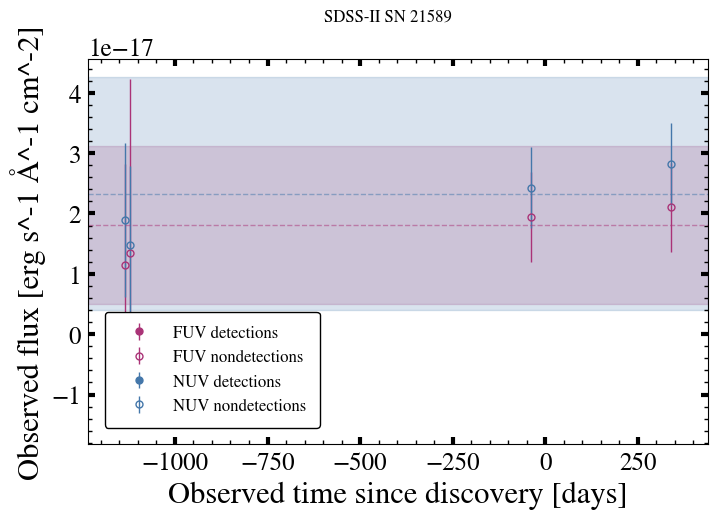 SDSS-II SN 21589
1e−17
Observed flux [erg s^-1 Å^-1 cm^-2]
4
3
2
1
0
−1
FUV detections
FUV nondetections
NUV detections
NUV nondetections
−1000 −750 −500 −250 0 250
Observed time since discovery [days]